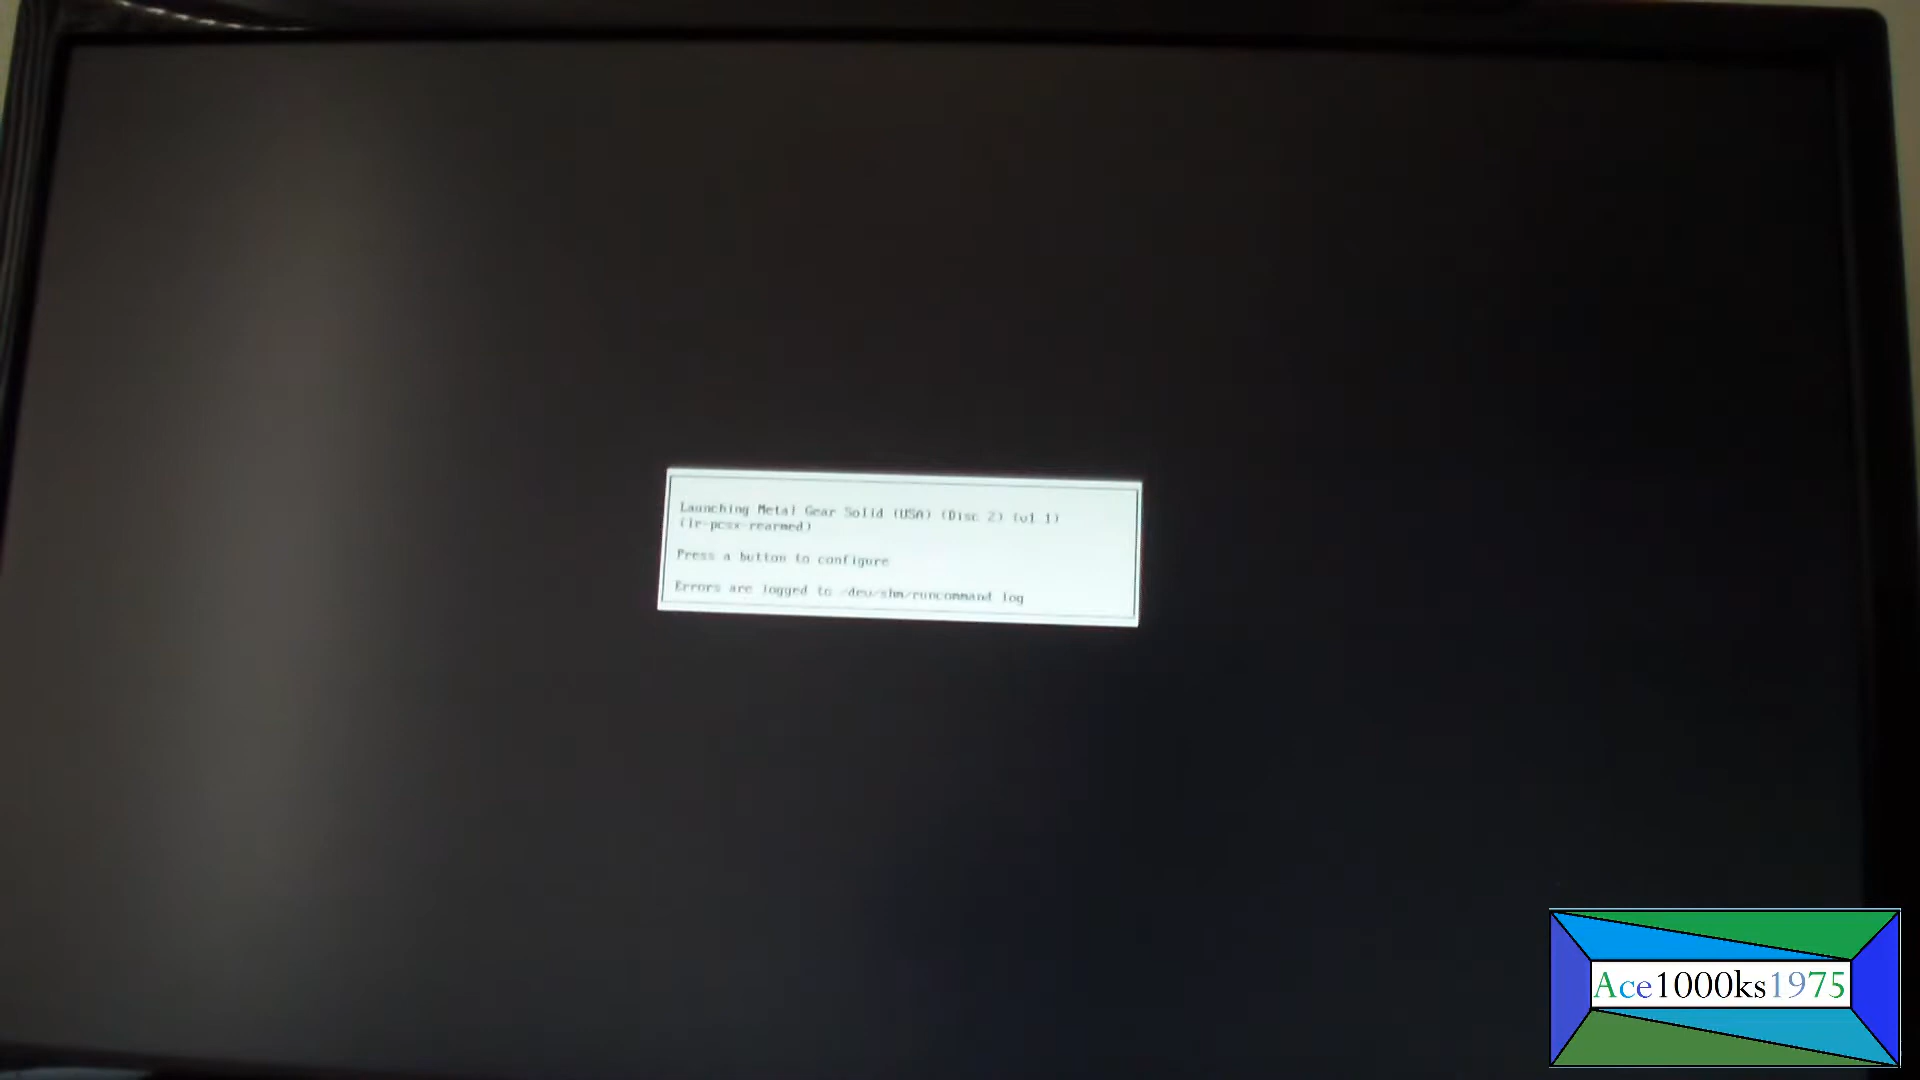 Launching Metal Gear Solid (USA) (Disc 2) (v1 1)
(lr-pcsx-rearmed)
Press a button to configure
Errors are logged to /dev/shm/runcommand log
Ace1000ks1975